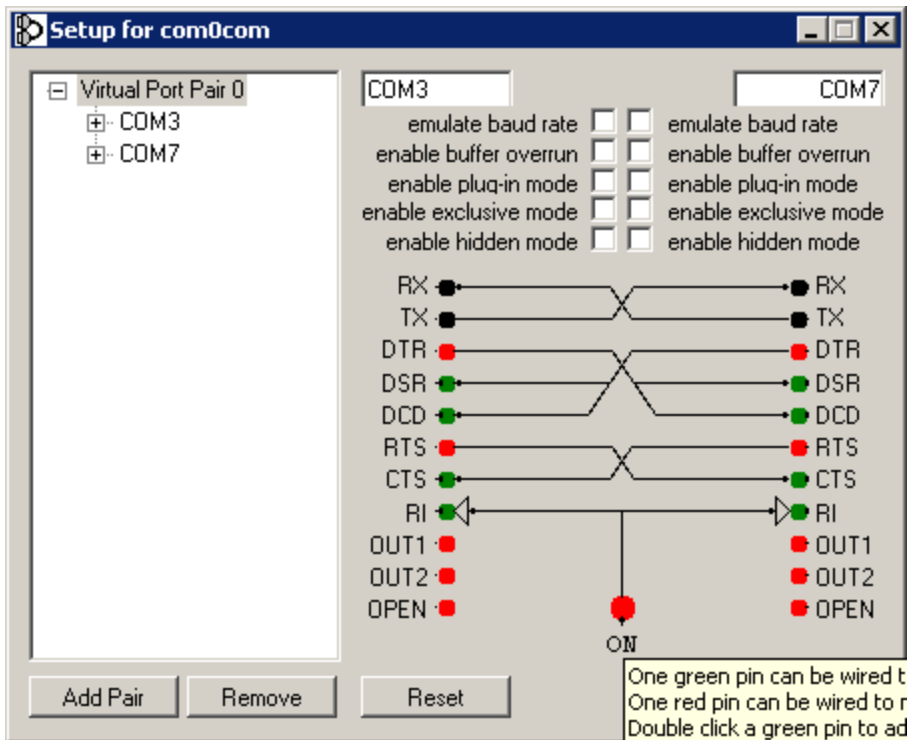 Setup for com0com
Virtual Port Pair 0
COM3
COM7
COM3 COM7
emulate baud rate emulate baud rate
enable buffer overrun enable buffer overrun
enable plug-in mode enable plug-in mode
enable exclusive mode enable exclusive mode
enable hidden mode enable hidden mode
RX RX
TX TX
DTR DTR
DSR DSR
DCD DCD
RTS RTS
CTS CTS
RI RI
OUT1 OUT1
OUT2 OUT2
OPEN OPEN
ON
Add Pair Remove Reset
One green pin can be wired t
One red pin can be wired to
Double click a green pin to ad